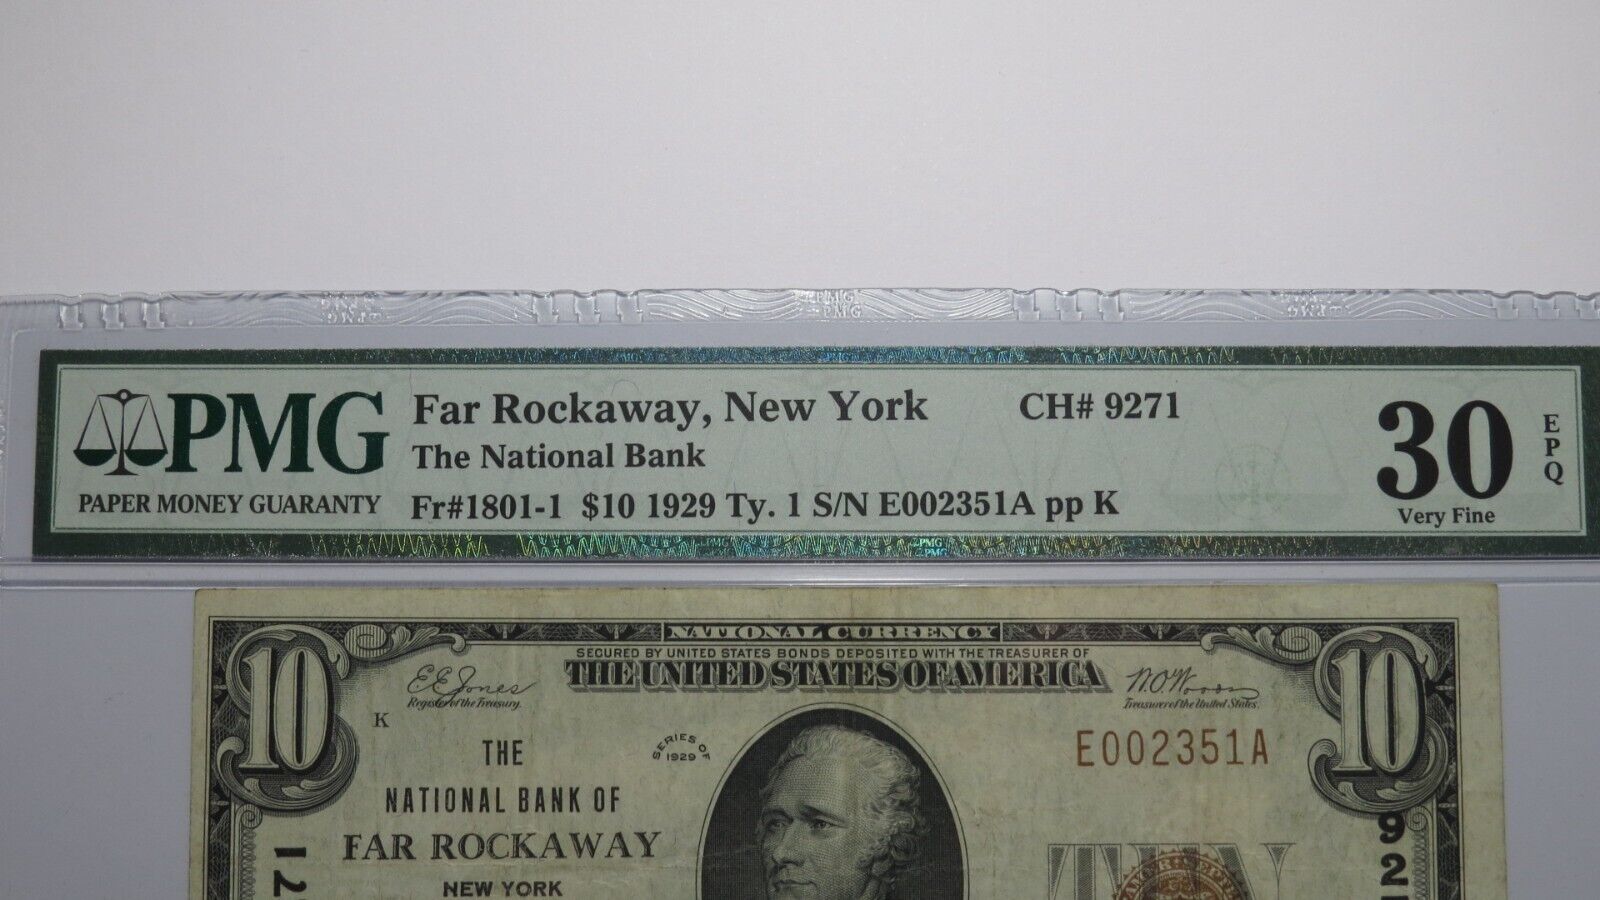 PMG
PAPER MONEY GUARANTY
Far Rockaway, New York CH# 9271
The National Bank
Fr#1801-1 $10 1929 Ty. 1 S/N E002351A pp K
30
EPQ
Very Fine
NATIONAL CURRENCY
SECURED BY UNITED STATES BONDS DEPOSITED WITH THE TREASURER OF
THE UNITED STATES OF AMERICA
10
10
E.E. Jones
Register of the Treasury.
W.O. Woods
Treasurer of the United States.
K
SERIES OF
1929
E002351A
THE
NATIONAL BANK OF
FAR ROCKAWAY
NEW YORK
TEN